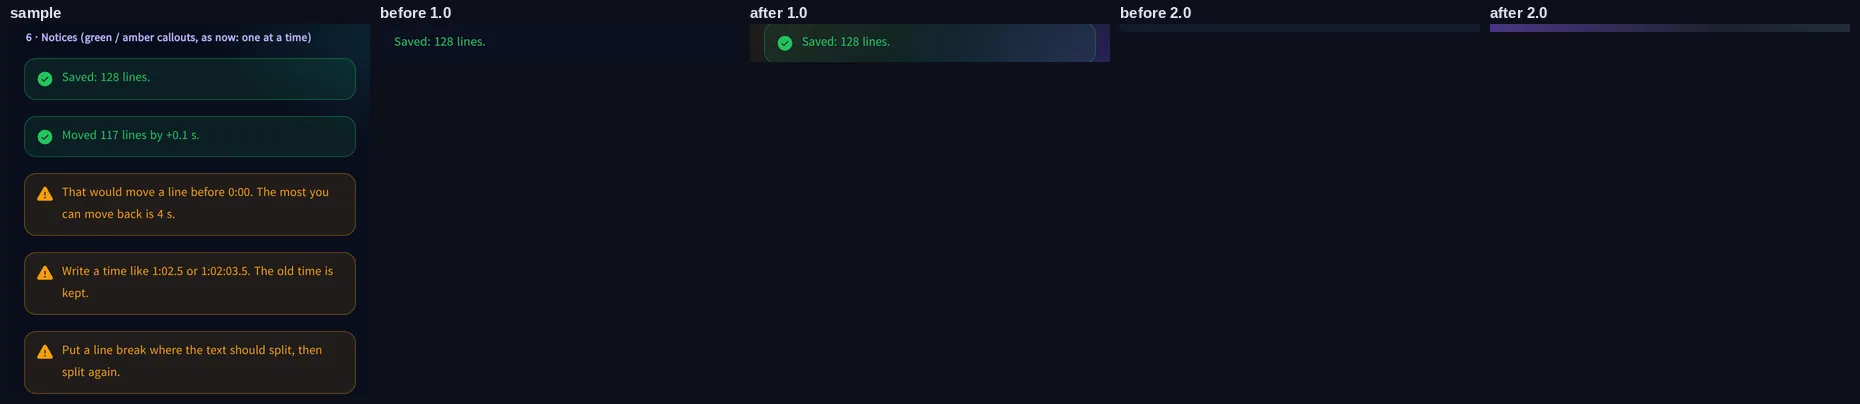 sample
before 1.0
after 1.0
before 2.0
after 2.0
6 · Notices (green / amber callouts, as now: one at a time)
Saved: 128 lines.
Saved: 128 lines.
Saved: 128 lines.
Moved 117 lines by +0.1 s.
That would move a line before 0:00. The most you
can move back is 4 s.
Write a time like 1:02.5 or 1:02:03.5. The old time is
kept.
Put a line break where the text should split, then
split again.